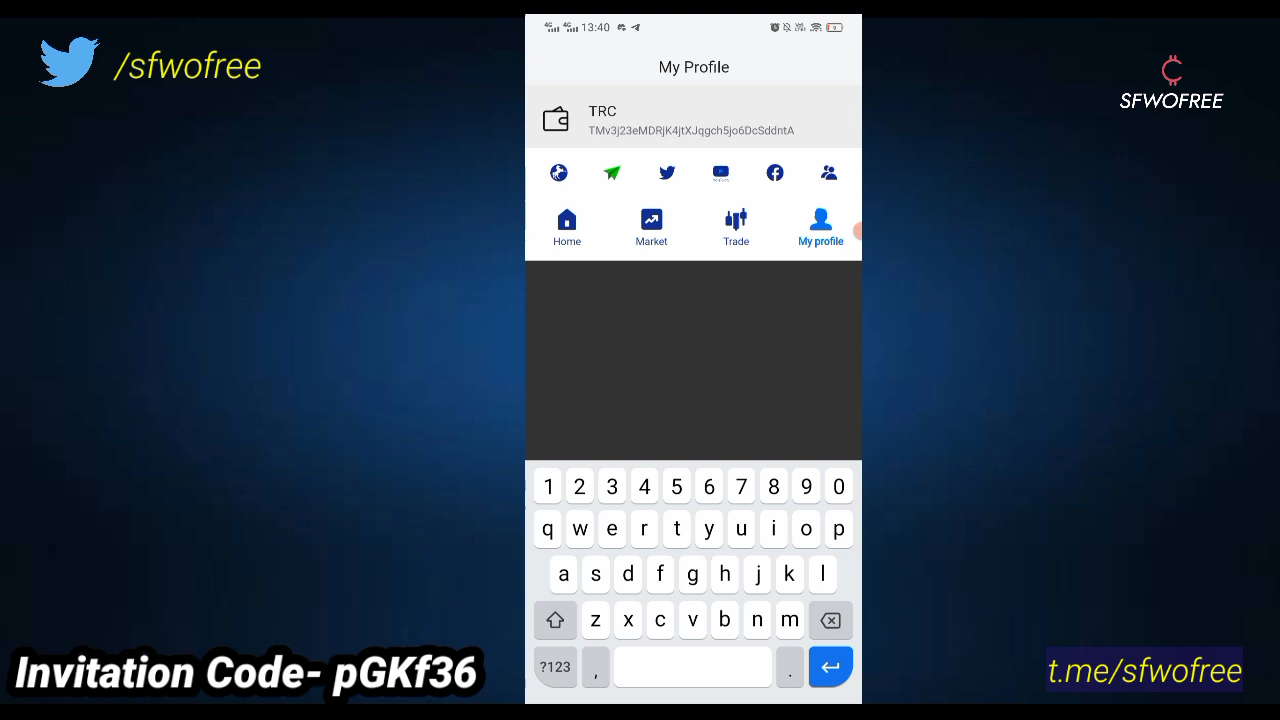 /sfwofree
SFWOFREE
13:40
My Profile
TRC
TMv3j23eMDRjK4jtXJqgch5jo6DcSddntA
Home Market Trade My profile
1 2 3 4 5 6 7 8 9 0
q w e r t y u i o p
a s d f g h j k l
z x c v b n m
?123 , .
Invitation Code- pGKf36
t.me/sfwofree